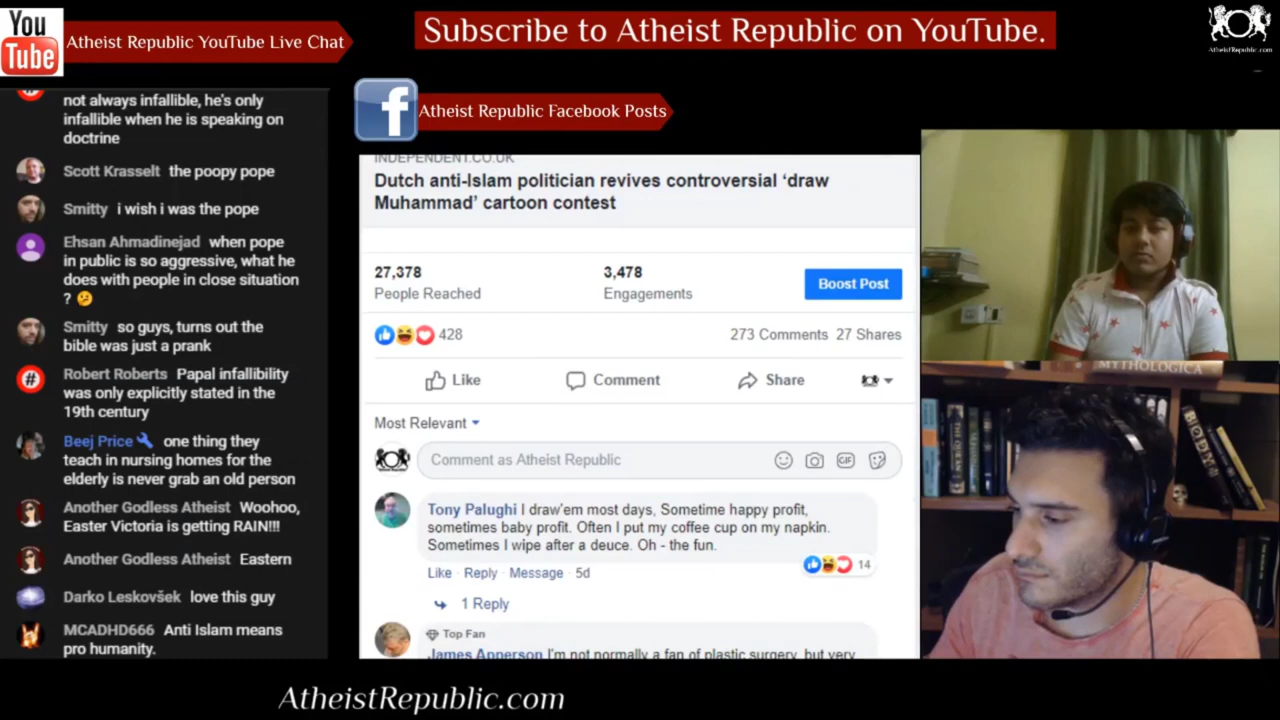 You
Tube
Atheist Republic YouTube Live Chat
Subscribe to Atheist Republic on YouTube.
AtheistRepublic.com
not always infallible, he's only
infallible when he is speaking on
doctrine
Scott Krasselt the poopy pope
Smitty i wish i was the pope
Ehsan Ahmadinejad when pope
in public is so aggressive, what he
does with people in close situation
?
Smitty so guys, turns out the
bible was just a prank
Robert Roberts Papal infallibility
was only explicitly stated in the
19th century
Beej Price one thing they
teach in nursing homes for the
elderly is never grab an old person
Another Godless Atheist Woohoo,
Easter Victoria is getting RAIN!!!
Another Godless Atheist Eastern
Darko Leskovšek love this guy
MCADHD666 Anti Islam means
pro humanity.
f
Atheist Republic Facebook Posts
INDEPENDENT.CO.UK
Dutch anti-Islam politician revives controversial ‘draw
Muhammad’ cartoon contest
27,378
People Reached
3,478
Engagements
Boost Post
428
273 Comments 27 Shares
Like
Comment
Share
Most Relevant
Comment as Atheist Republic
GIF
Tony Palughi I draw'em most days, Sometime happy profit,
sometimes baby profit. Often I put my coffee cup on my napkin.
Sometimes I wipe after a deuce. Oh - the fun.
14
Like · Reply · Message · 5d
1 Reply
Top Fan
James Apperson I'm not normally a fan of plastic surgery, but very
MYTHOLOGICA
THE QURAN
BIODMEN
AtheistRepublic.com